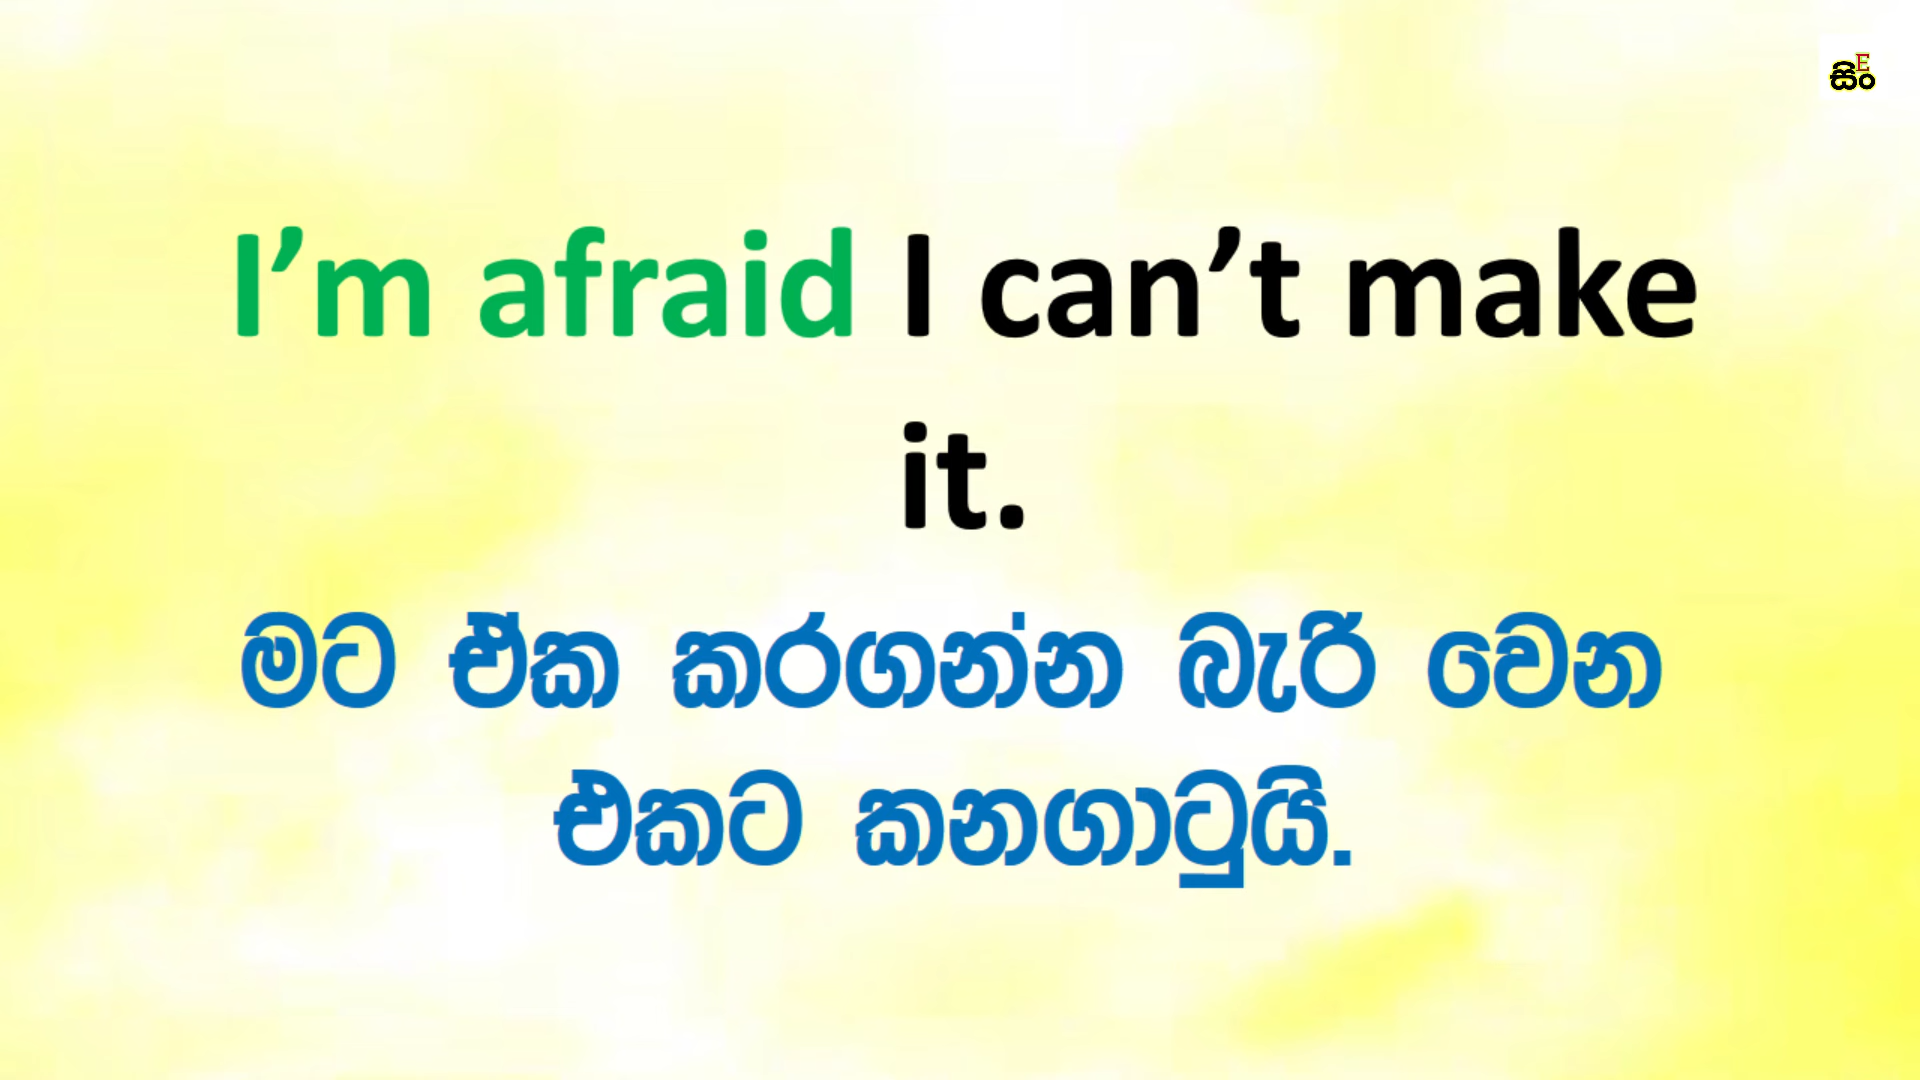 සිං E
I’m afraid I can’t make
it.
මට ඒක කරගන්න බැරි වෙන
එකට කනගාටුයි.